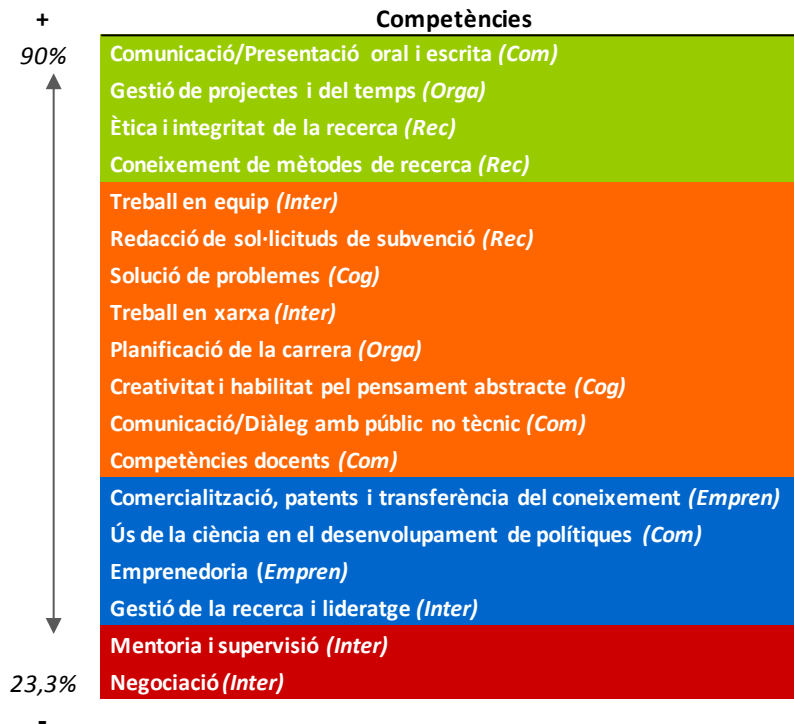 + Competències
90% Comunicació/Presentació oral i escrita (Com)
Gestió de projectes i del temps (Orga)
Ètica i integritat de la recerca (Rec)
Coneixement de mètodes de recerca (Rec)
Treball en equip (Inter)
Redacció de sol·licituds de subvenció (Rec)
Solució de problemes (Cog)
Treball en xarxa (Inter)
Planificació de la carrera (Orga)
Creativitat i habilitat pel pensament abstracte (Cog)
Comunicació/Diàleg amb públic no tècnic (Com)
Competències docents (Com)
Comercialització, patents i transferència del coneixement (Empren)
Ús de la ciència en el desenvolupament de polítiques (Com)
Emprenedoria (Empren)
Gestió de la recerca i lideratge (Inter)
Mentoria i supervisió (Inter)
23,3% Negociació (Inter)
-